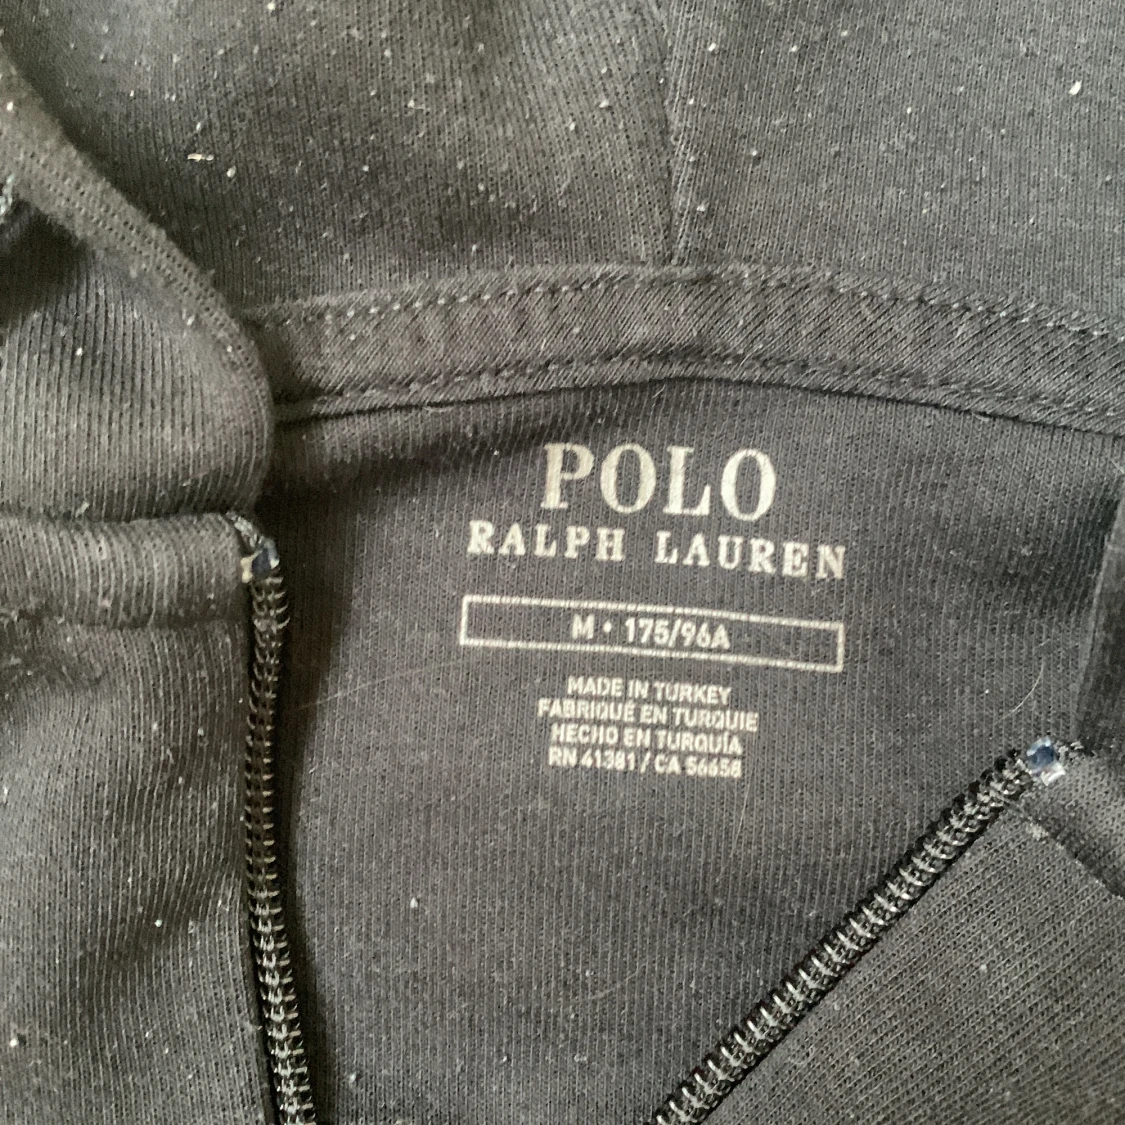 POLO
RALPH LAUREN
M • 175/96A
MADE IN TURKEY
FABRIQUÉ EN TURQUIE
HECHO EN TURQUÍA
RN 41381 / CA 56658